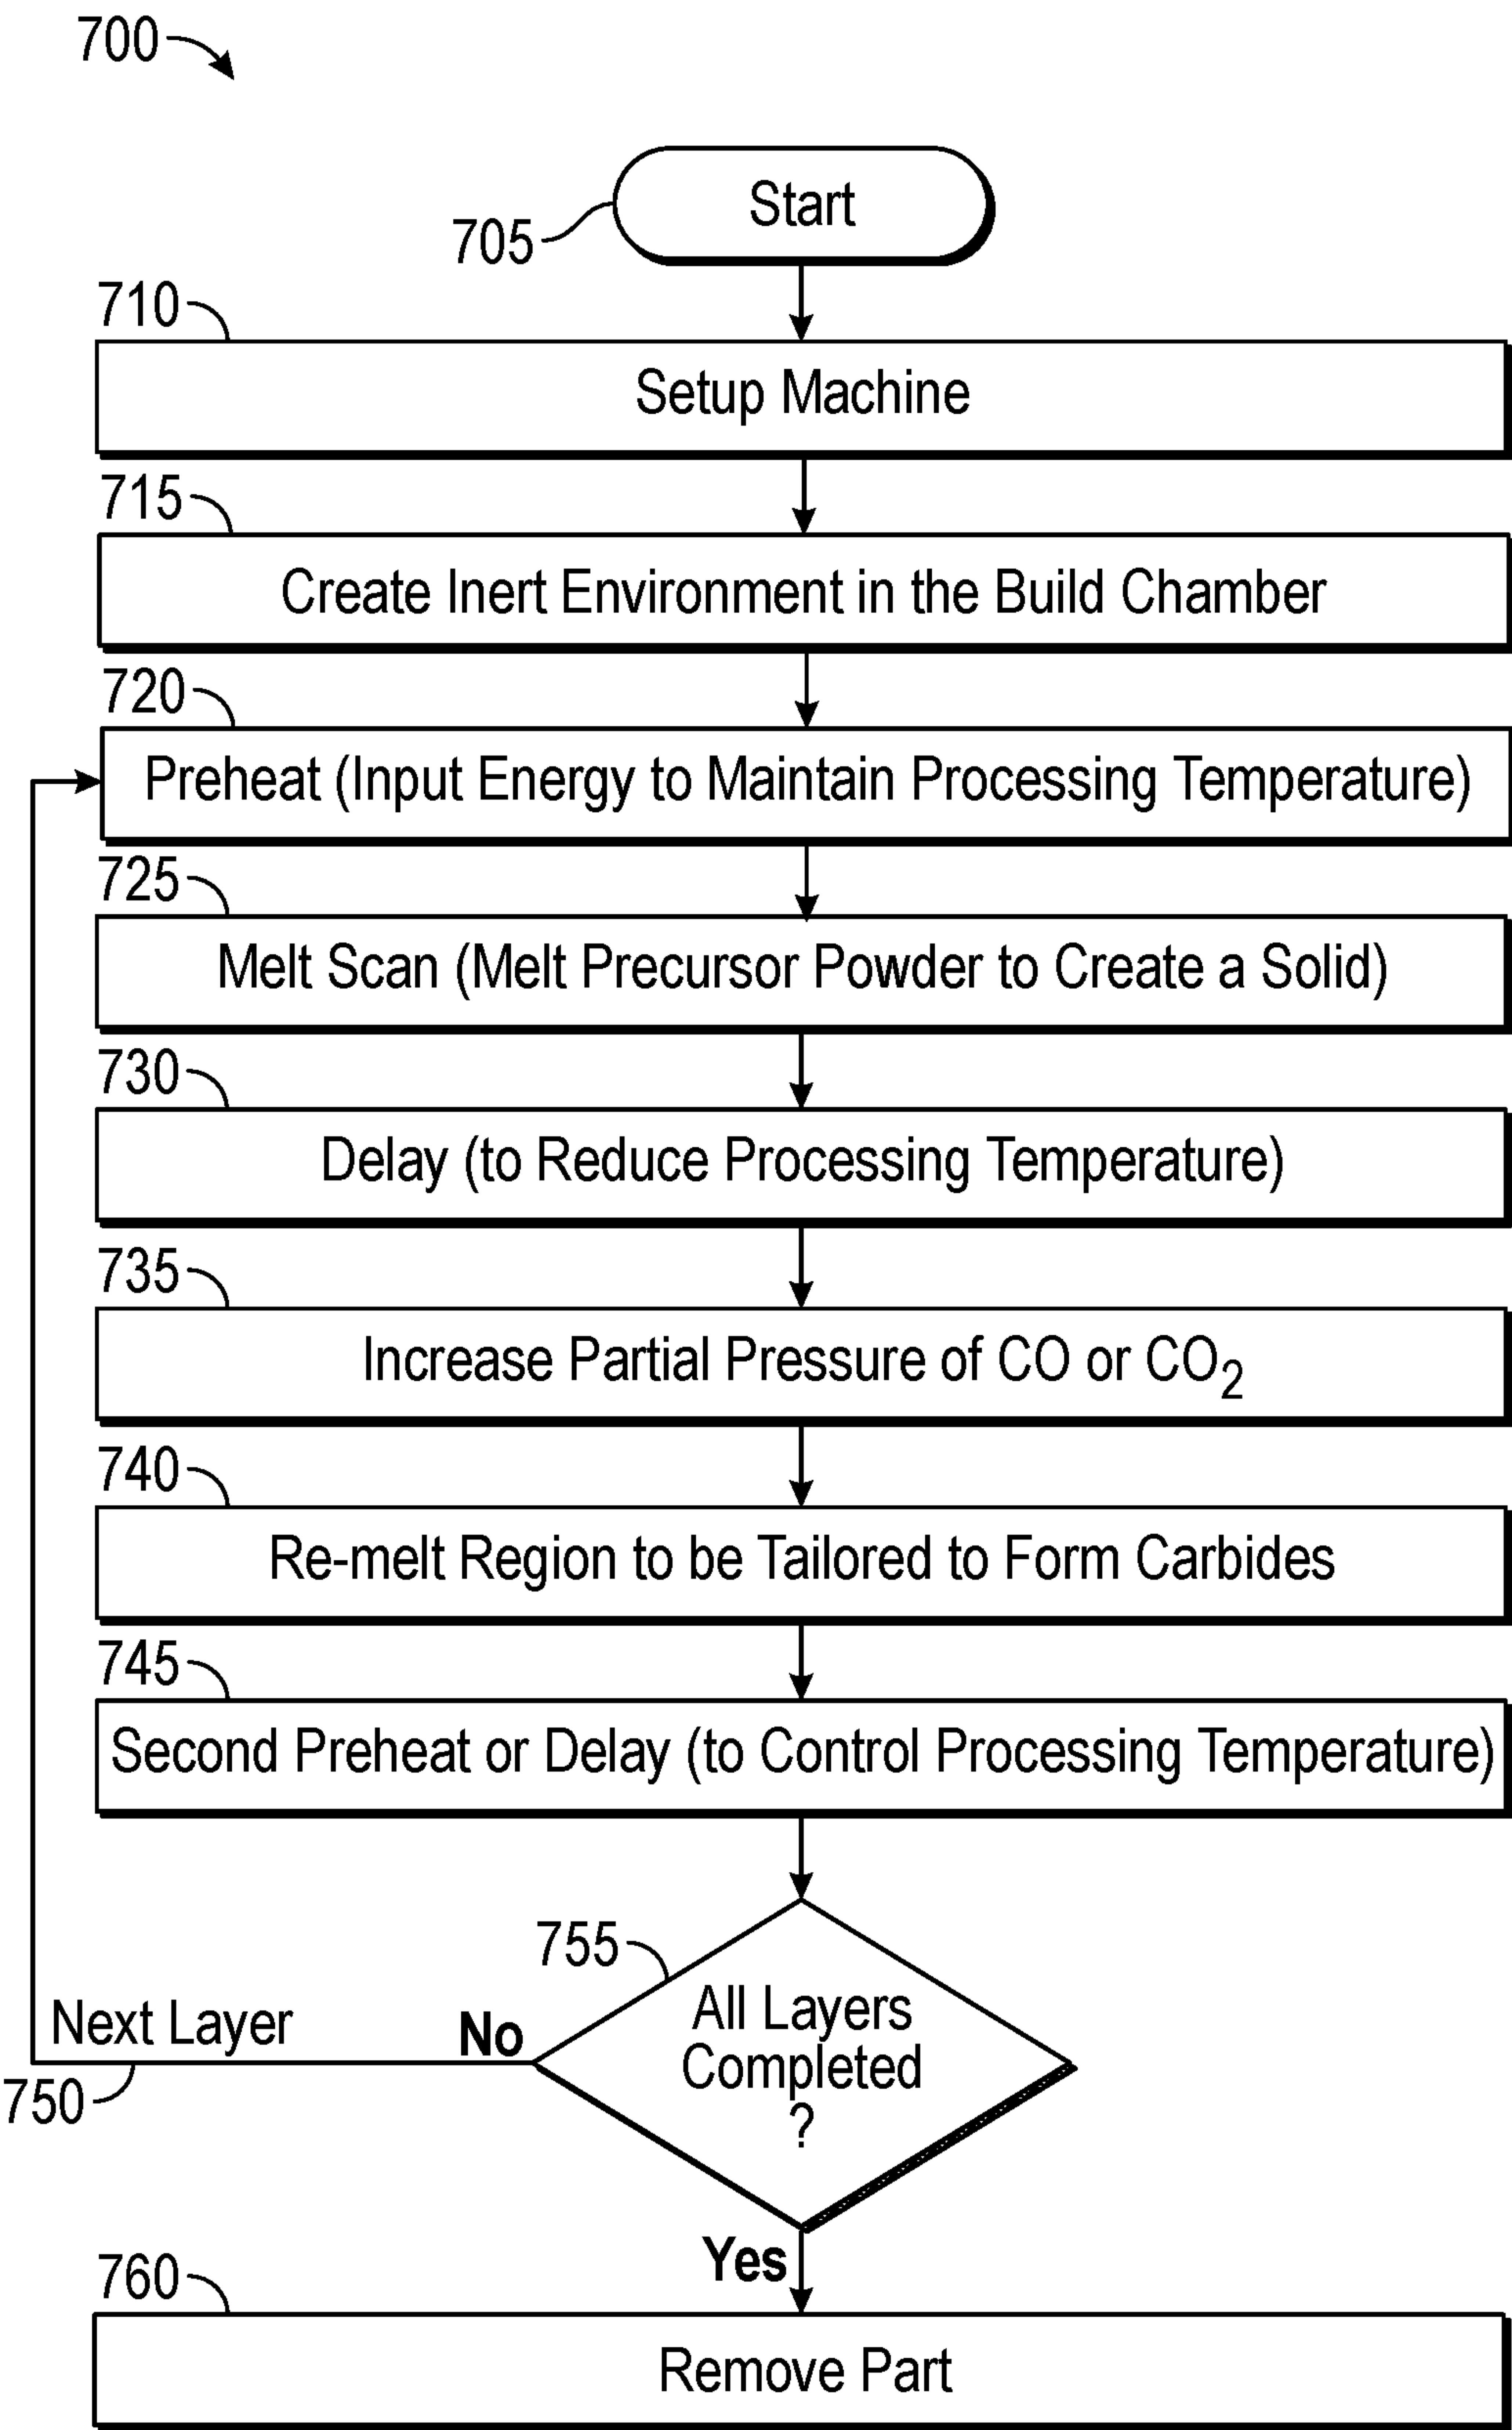 700
Start
705
710
Setup Machine
715
Create Inert Environment in the Build Chamber
720
Preheat (Input Energy to Maintain Processing Temperature)
725
Melt Scan (Melt Precursor Powder to Create a Solid)
730
Delay (to Reduce Processing Temperature)
735
Increase Partial Pressure of CO or CO₂
740
Re-melt Region to be Tailored to Form Carbides
745
Second Preheat or Delay (to Control Processing Temperature)
755
All Layers
Completed
?
Next Layer
No
750
Yes
760
Remove Part